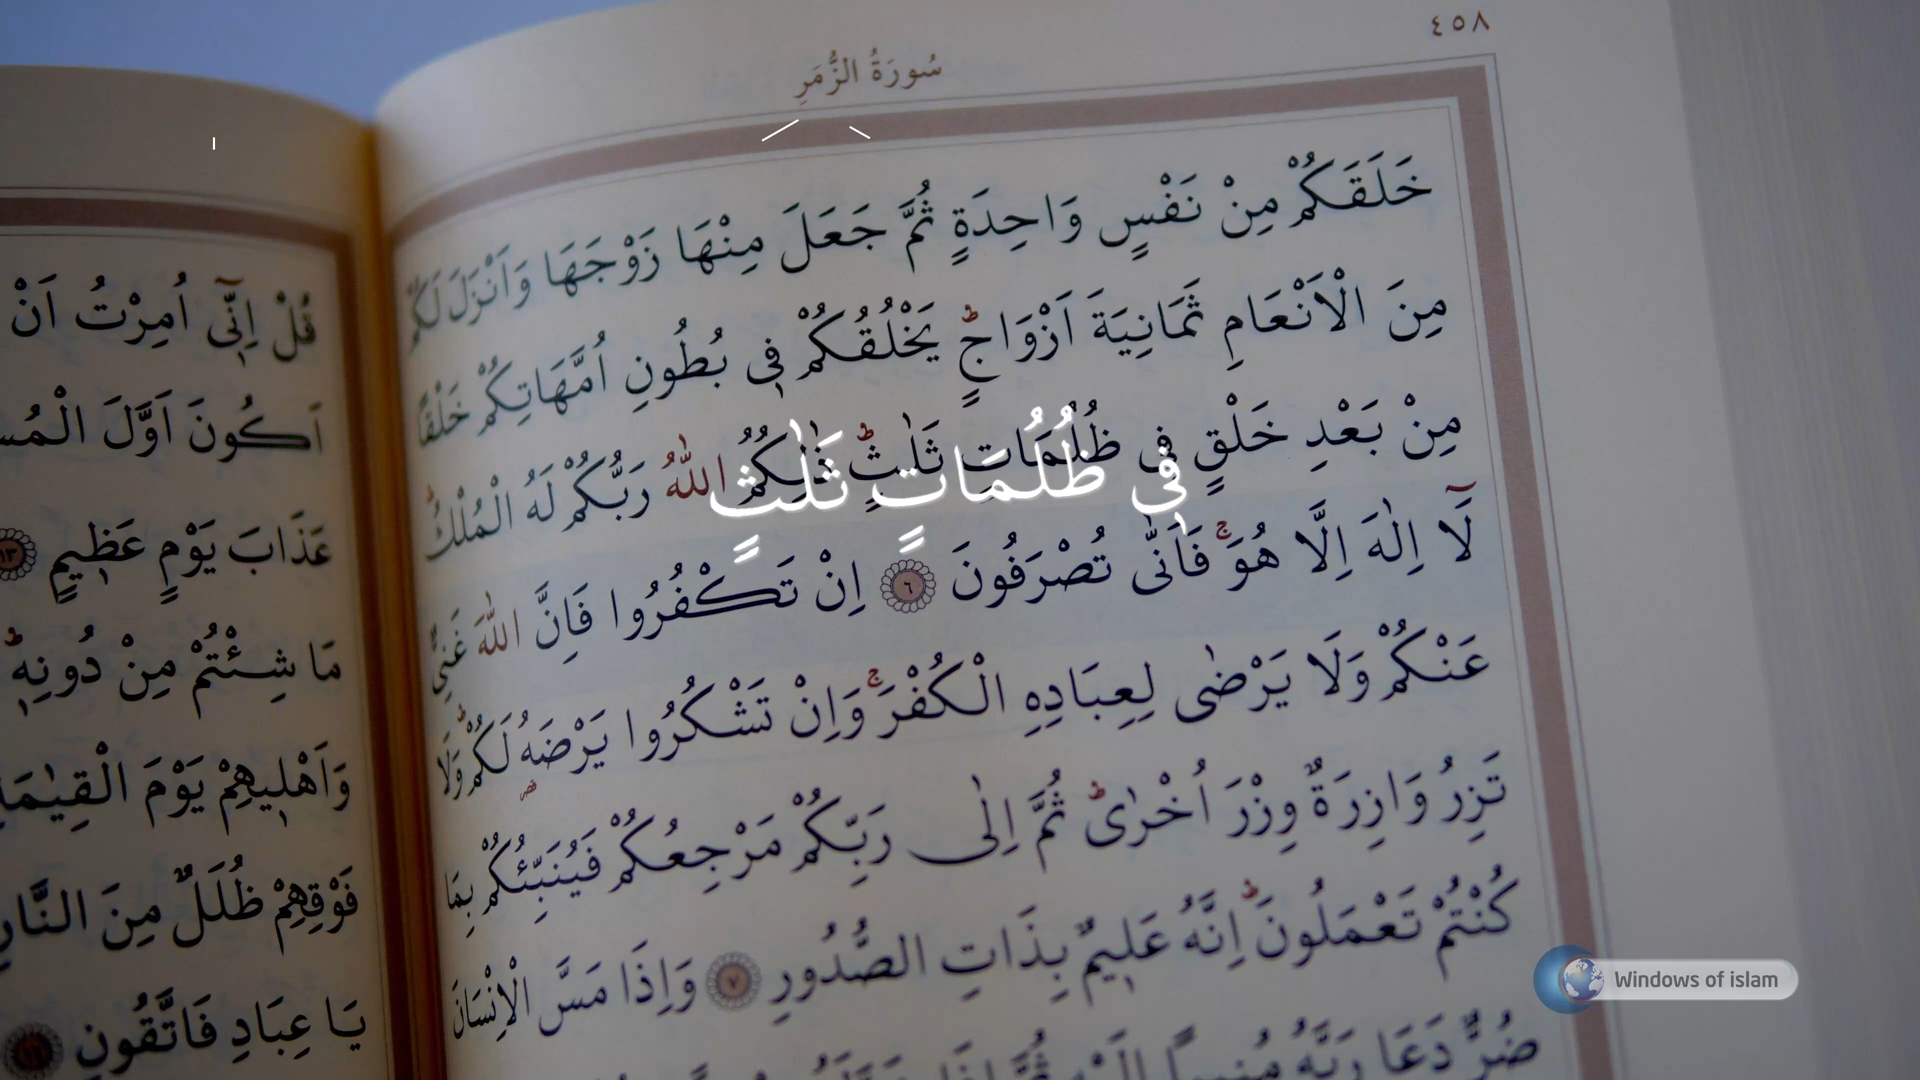 ٤٥٨
سُورَةُ الزُّمَرِ
خَلَقَكُمْ مِنْ نَفْسٍ وَاحِدَةٍ ثُمَّ جَعَلَ مِنْهَا زَوْجَهَا وَاَنْزَلَ لَكُمْ
مِنَ الْاَنْعَامِ ثَمَانِيَةَ اَزْوَاجٍۜ يَخْلُقُكُمْ ف۪ي بُطُونِ اُمَّهَاتِكُمْ خَلْقًا
مِنْ بَعْدِ خَلْقٍ ف۪ي ظُلُمَاتٍ ثَلٰثٍۜ ذٰلِكُمُ اللّٰهُ رَبُّكُمْ لَهُ الْمُلْكُۜ
ف۪ي ظُلُمَاتٍ ثَلٰثٍ
لَٓا اِلٰهَ اِلَّا هُوَۚ فَاَنّٰى تُصْرَفُونَ ٦ اِنْ تَكْفُرُوا فَاِنَّ اللّٰهَ غَنِيٌّ
عَنْكُمْ وَلَا يَرْضٰى لِعِبَادِهِ الْكُفْرَۚ وَاِنْ تَشْكُرُوا يَرْضَهُ لَكُمْۜ وَلَا
تَزِرُ وَازِرَةٌ وِزْرَ اُخْرٰىۜ ثُمَّ اِلٰى رَبِّكُمْ مَرْجِعُكُمْ فَيُنَبِّئُكُمْ بِمَا
كُنْتُمْ تَعْمَلُونَۜ اِنَّهُ عَل۪يمٌ بِذَاتِ الصُّدُورِ ٧ وَاِذَا مَسَّ الْاِنْسَانَ
ضُرٌّ دَعَا رَبَّهُ مُن۪يبًا اِلَيْهِ ثُمَّ اِذَا
قُلْ اِنّ۪ٓي اُمِرْتُ اَنْ
اَكُونَ اَوَّلَ
عَذَابَ يَوْمٍ عَظ۪يمٍ ١٣
مَا شِئْتُمْ مِنْ دُونِه۪ۜ
وَاَهْل۪يهِمْ يَوْمَ الْقِيٰمَةِ
فَوْقِهِمْ ظُلَلٌ مِنَ النَّارِ
يَا عِبَادِ فَاتَّقُونِ
Windows of islam